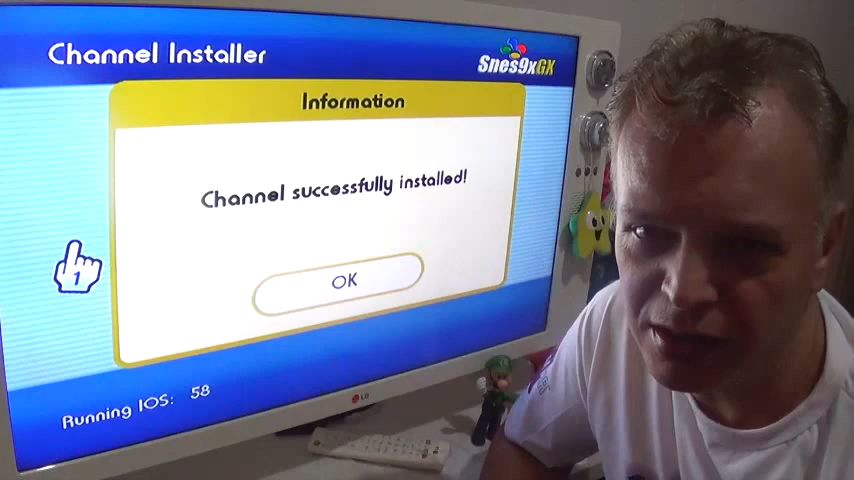 Channel Installer
Snes9xGX
Information
Channel successfully installed!
OK
1
Running IOS: 58
LG